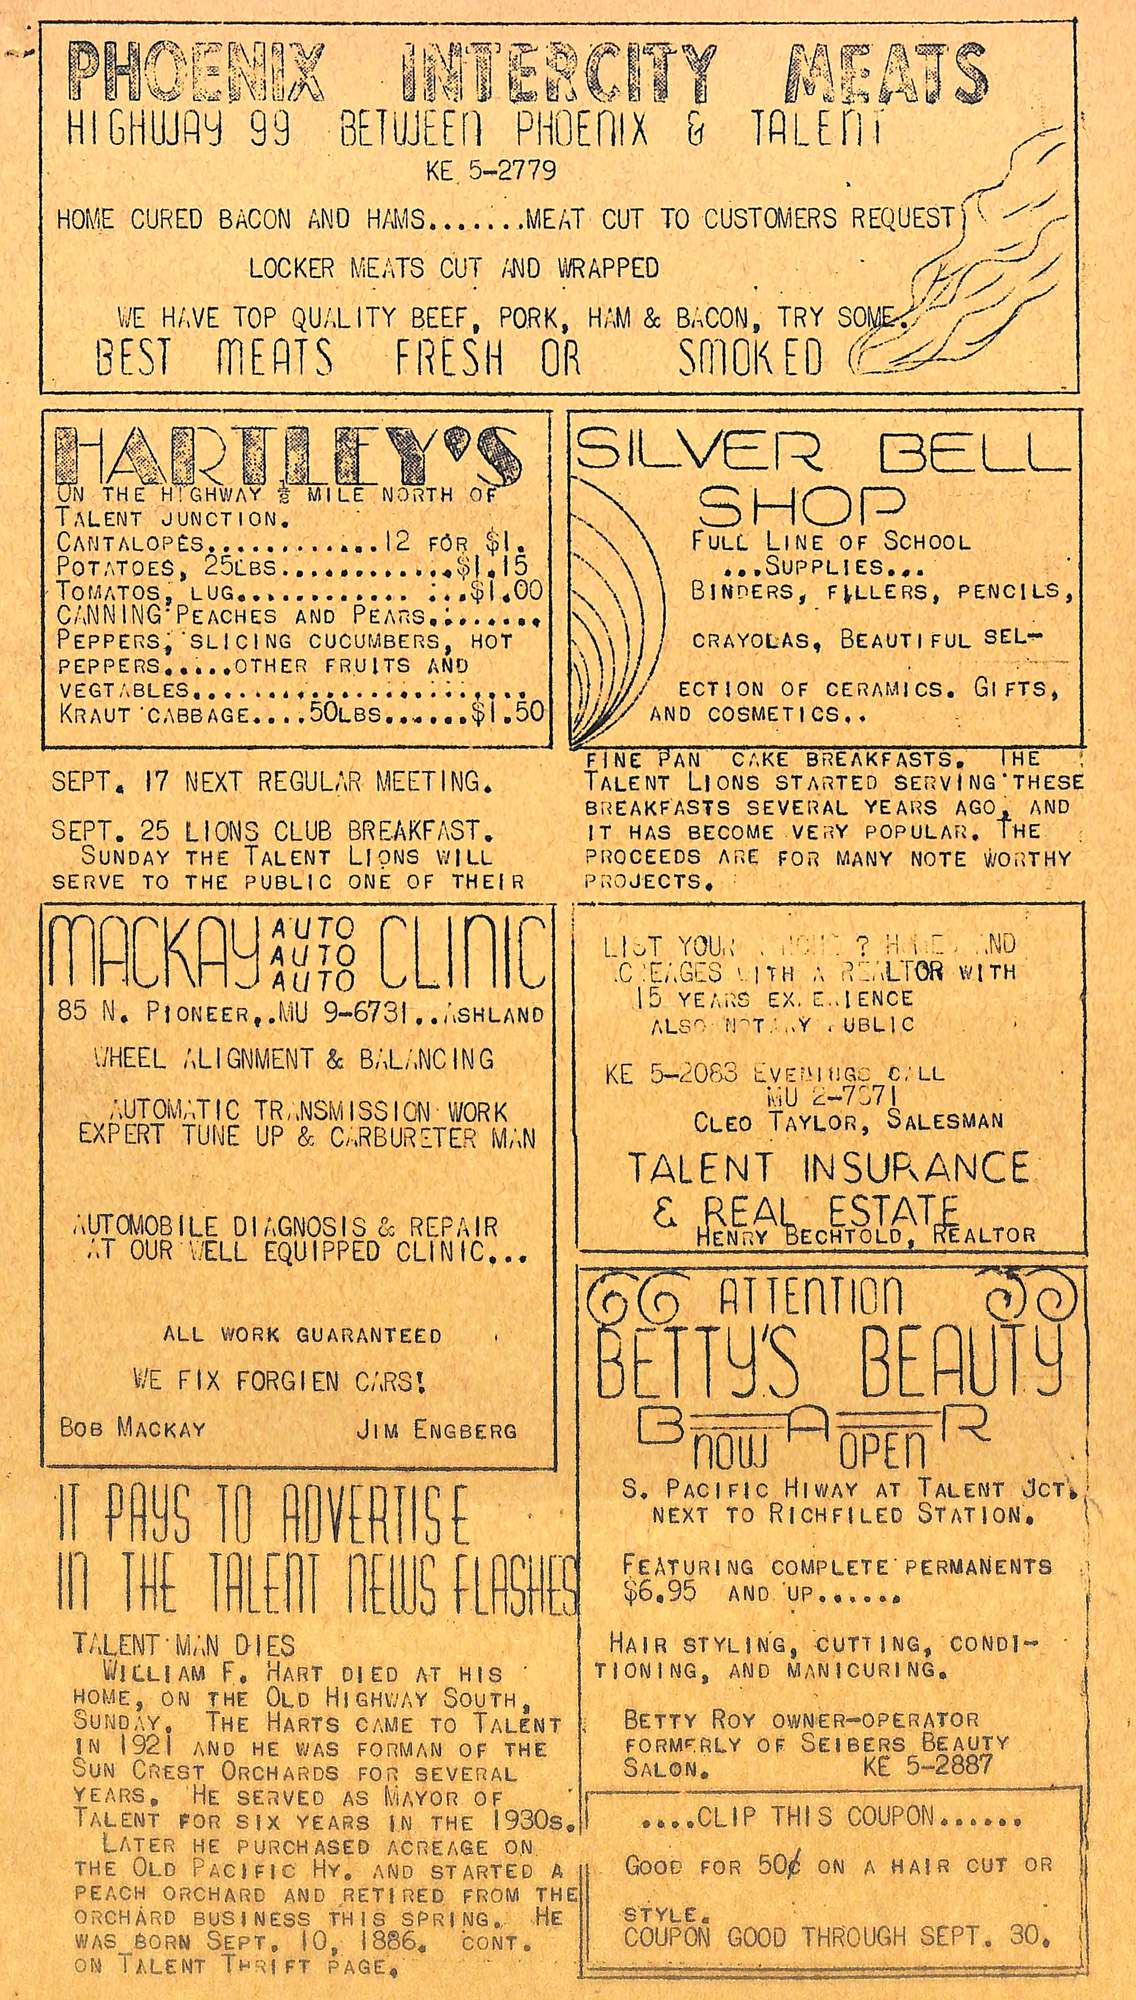 PHOENIX INTERCITY MEATS
HIGHWAY 99 BETWEEN PHOENIX & TALENT
KE 5-2779
HOME CURED BACON AND HAMS.......MEAT CUT TO CUSTOMERS REQUEST
LOCKER MEATS CUT AND WRAPPED
WE HAVE TOP QUALITY BEEF, PORK, HAM & BACON, TRY SOME.
BEST MEATS FRESH OR SMOKED
HARTLEY'S
ON THE HIGHWAY ½ MILE NORTH OF
TALENT JUNCTION.
CANTALOPES............12 FOR $1.
POTATOES, 25LBS............$1.15
TOMATOS, LUG............ ...$1.00
CANNING PEACHES AND PEARS........
PEPPERS, SLICING CUCUMBERS, HOT
PEPPERS.....OTHER FRUITS AND
VEGTABLES.......................
KRAUT CABBAGE....50LBS......$1.50
SILVER BELL
SHOP
FULL LINE OF SCHOOL
...SUPPLIES...
BINDERS, FILLERS, PENCILS,
CRAYOLAS, BEAUTIFUL SEL-
ECTION OF CERAMICS. GIFTS,
AND COSMETICS..
SEPT. 17 NEXT REGULAR MEETING.
SEPT. 25 LIONS CLUB BREAKFAST.
SUNDAY THE TALENT LIONS WILL
SERVE TO THE PUBLIC ONE OF THEIR
FINE PAN CAKE BREAKFASTS. THE
TALENT LIONS STARTED SERVING THESE
BREAKFASTS SEVERAL YEARS AGO, AND
IT HAS BECOME VERY POPULAR. THE
PROCEEDS ARE FOR MANY NOTE WORTHY
PROJECTS.
MACKAY AUTO AUTO AUTO CLINIC
85 N. PIONEER,.MU 9-6731..ASHLAND
WHEEL ALIGNMENT & BALANCING
AUTOMATIC TRANSMISSION WORK
EXPERT TUNE UP & CARBURETER MAN
AUTOMOBILE DIAGNOSIS & REPAIR
AT OUR WELL EQUIPPED CLINIC...
ALL WORK GUARANTEED
WE FIX FORGIEN CARS!
BOB MACKAY JIM ENGBERG
LIST YOUR AND
ACREAGES WITH A REALTOR WITH
15 YEARS EXPERIENCE
ALSO NOTARY PUBLIC
KE 5-2083 EVENINGS CALL
MU 2-7671
CLEO TAYLOR, SALESMAN
TALENT INSURANCE
& REAL ESTATE
HENRY BECHTOLD, REALTOR
ATTENTION
BETTY'S BEAUTY
BAR
NOW OPEN
S. PACIFIC HIWAY AT TALENT JCT.
NEXT TO RICHFILED STATION.
FEATURING COMPLETE PERMANENTS
$6.95 AND UP......
HAIR STYLING, CUTTING, CONDI-
TIONING, AND MANICURING.
BETTY ROY OWNER-OPERATOR
FORMERLY OF SEIBERS BEAUTY
SALON. KE 5-2887
....CLIP THIS COUPON......
GOOD FOR 50¢ ON A HAIR CUT OR
STYLE.
COUPON GOOD THROUGH SEPT. 30.
IT PAYS TO ADVERTISE
IN THE TALENT NEWS FLASHES
TALENT MAN DIES
WILLIAM F. HART DIED AT HIS
HOME, ON THE OLD HIGHWAY SOUTH,
SUNDAY. THE HARTS CAME TO TALENT
IN 1921 AND HE WAS FORMAN OF THE
SUN CREST ORCHARDS FOR SEVERAL
YEARS. HE SERVED AS MAYOR OF
TALENT FOR SIX YEARS IN THE 1930S.
LATER HE PURCHASED ACREAGE ON
THE OLD PACIFIC HY. AND STARTED A
PEACH ORCHARD AND RETIRED FROM THE
ORCHARD BUSINESS THIS SPRING. HE
WAS BORN SEPT. 10, 1886. CONT.
ON TALENT THRIFT PAGE.